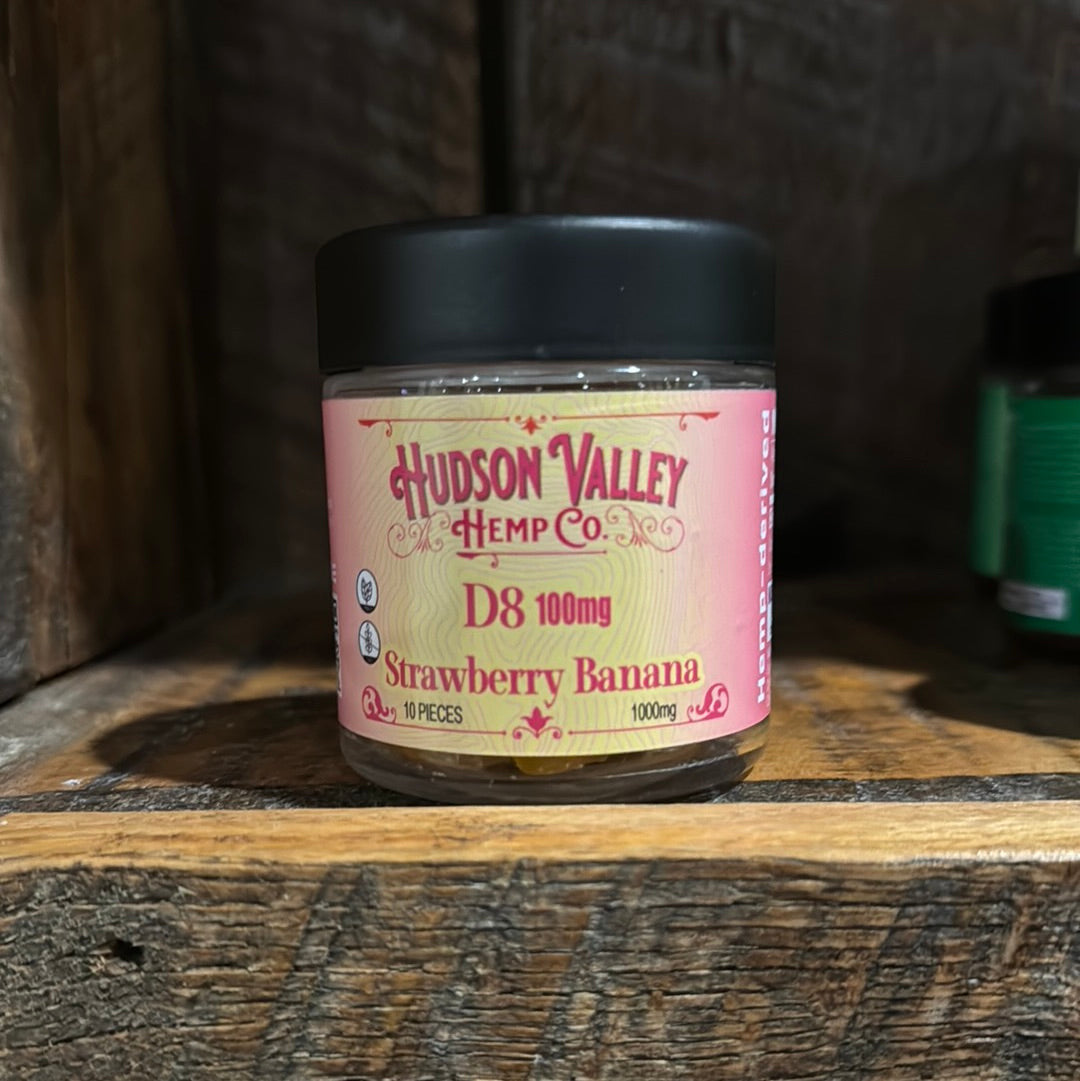 HUDSON VALLEY
HEMP CO.
D8 100mg
Strawberry Banana
10 PIECES
1000mg
Hemp-derived